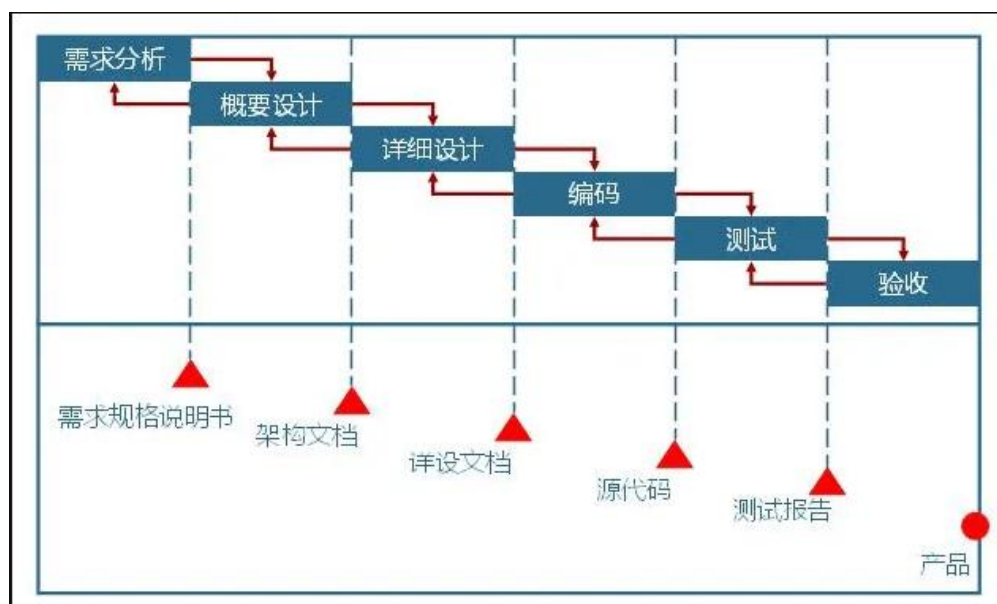 需求分析
概要设计
详细设计
编码
测试
验收
需求规格说明书
架构文档
详设文档
源代码
测试报告
产品